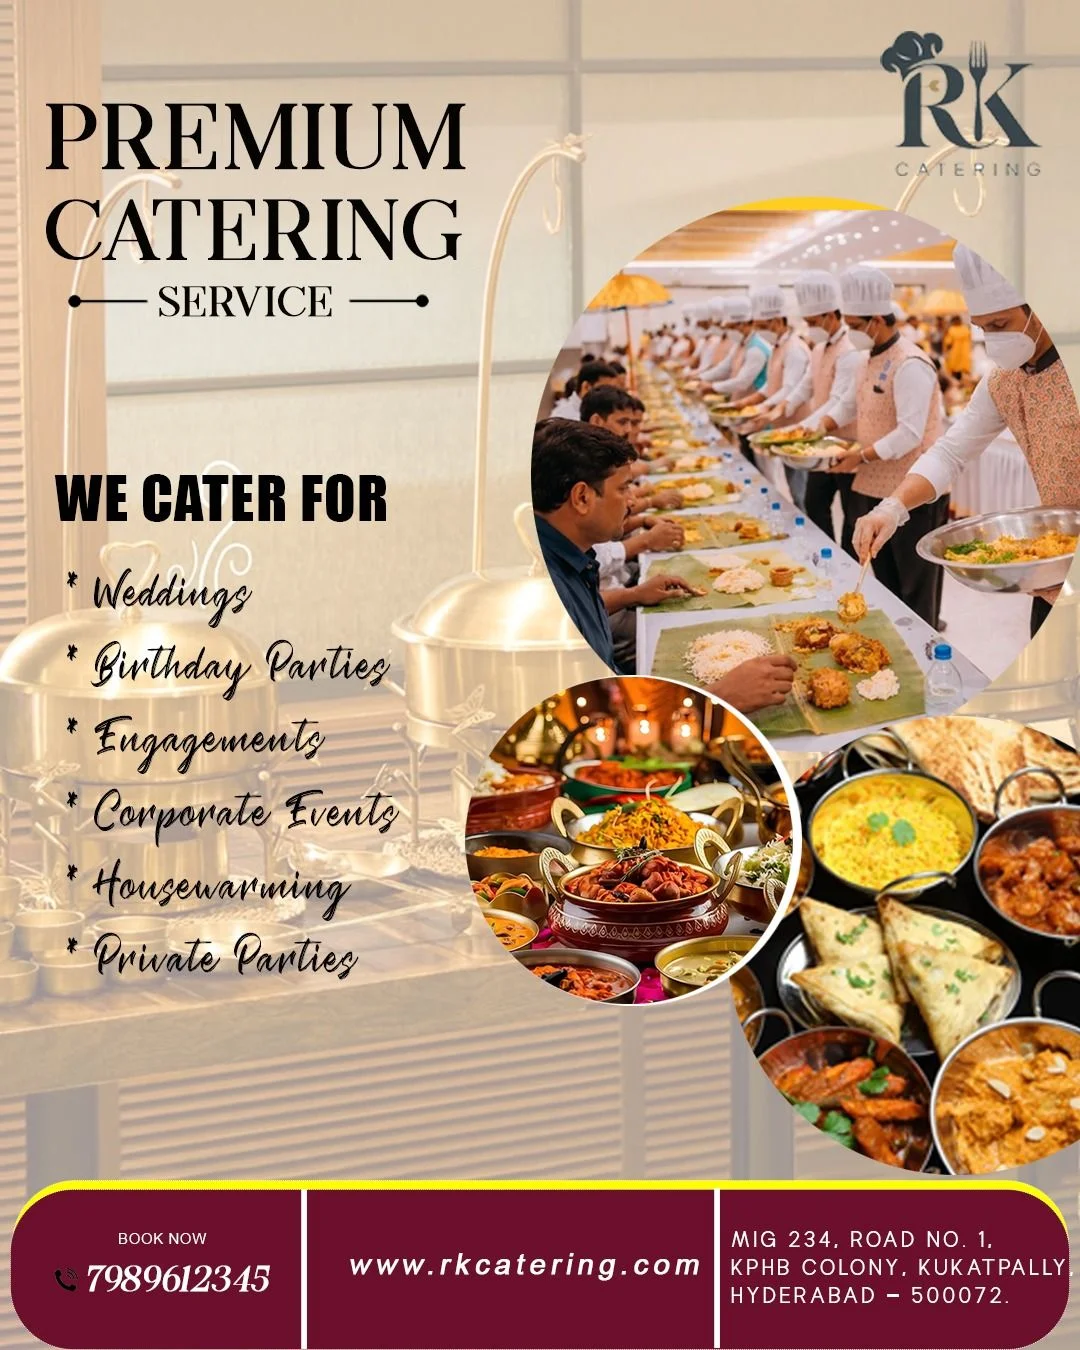 RK
CATERING
PREMIUM
CATERING
SERVICE
WE CATER FOR
* Weddings
* Birthday Parties
* Engagements
* Corporate Events
* Housewarming
* Private Parties
BOOK NOW
7989612345
www.rkcatering.com
MIG 234, ROAD NO. 1,
KPHB COLONY, KUKATPALLY,
HYDERABAD – 500072.